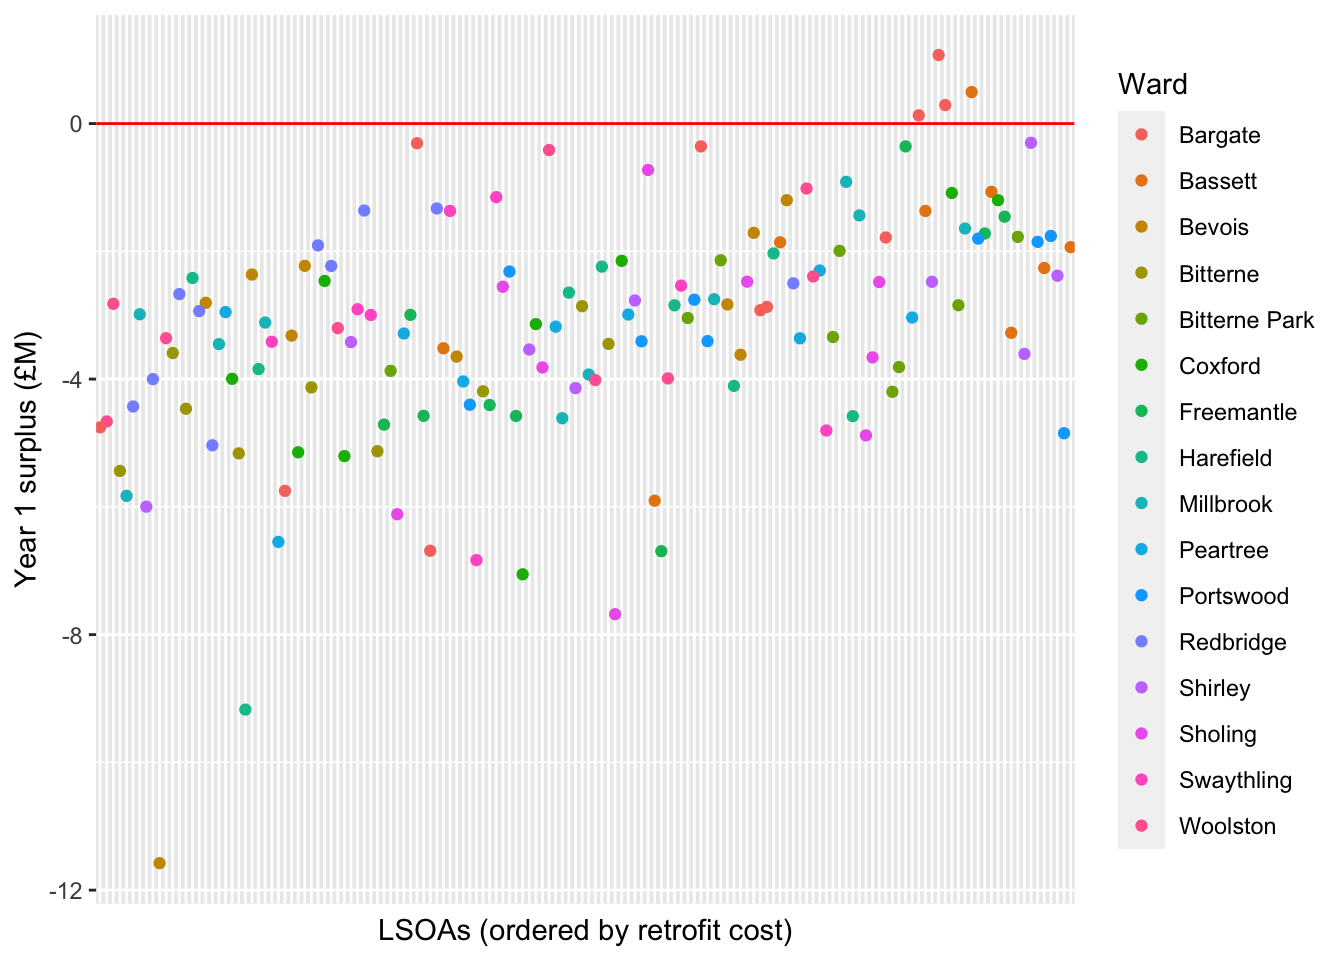 Year 1 surplus (£M)
0
-4
-8
-12
LSOAs (ordered by retrofit cost)
Ward
Bargate
Bassett
Bevois
Bitterne
Bitterne Park
Coxford
Freemantle
Harefield
Millbrook
Peartree
Portswood
Redbridge
Shirley
Sholing
Swaythling
Woolston